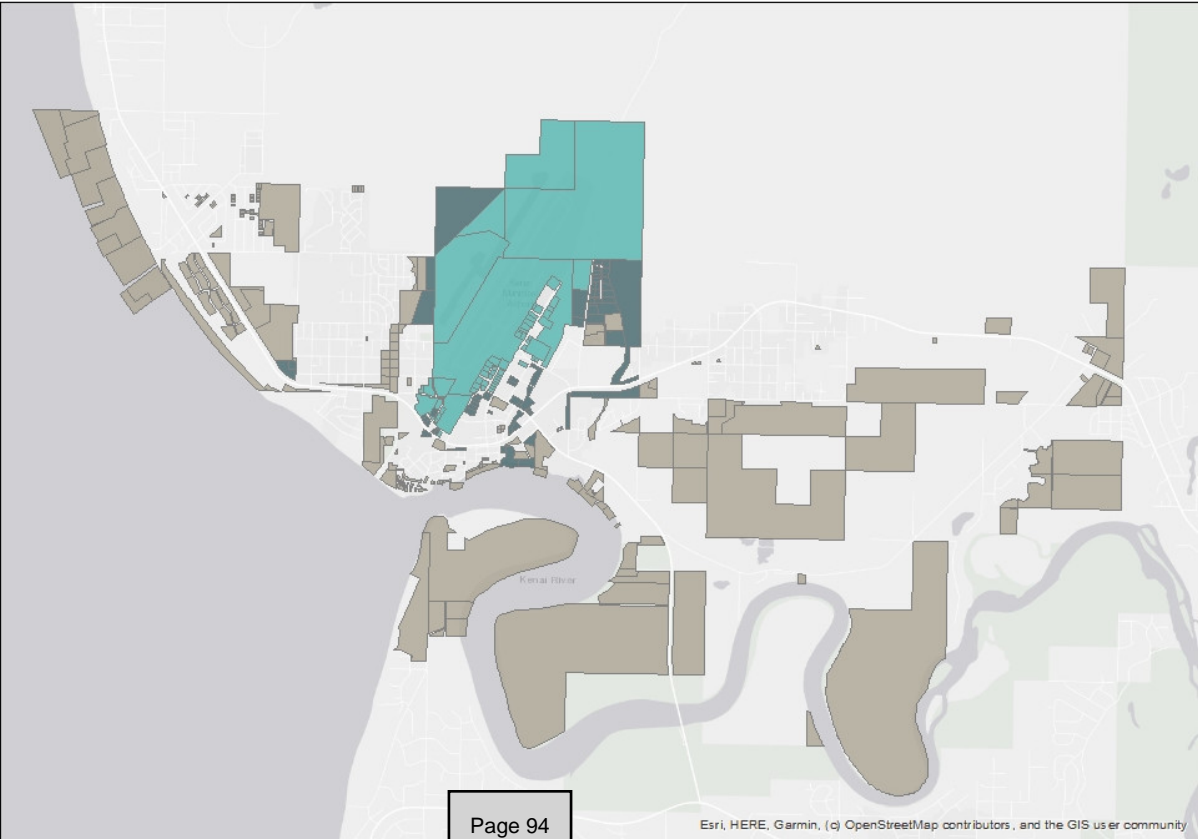 Kenai River
Page 94
Esri, HERE, Garmin, (c) OpenStreetMap contributors, and the GIS user community